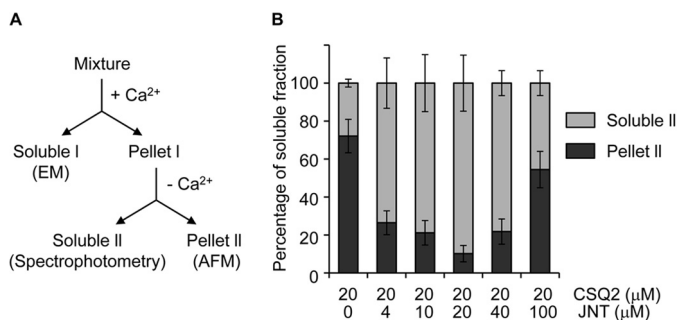 A
Mixture
+ Ca²⁺
Soluble I
(EM)
Pellet I
- Ca²⁺
Soluble II
(Spectrophotometry)
Pellet II
(AFM)
B
Percentage of soluble fraction
100
80
60
40
20
0
Soluble II
Pellet II
20 20 20 20 20 20 CSQ2 (μM)
0 4 10 20 40 100 JNT (μM)